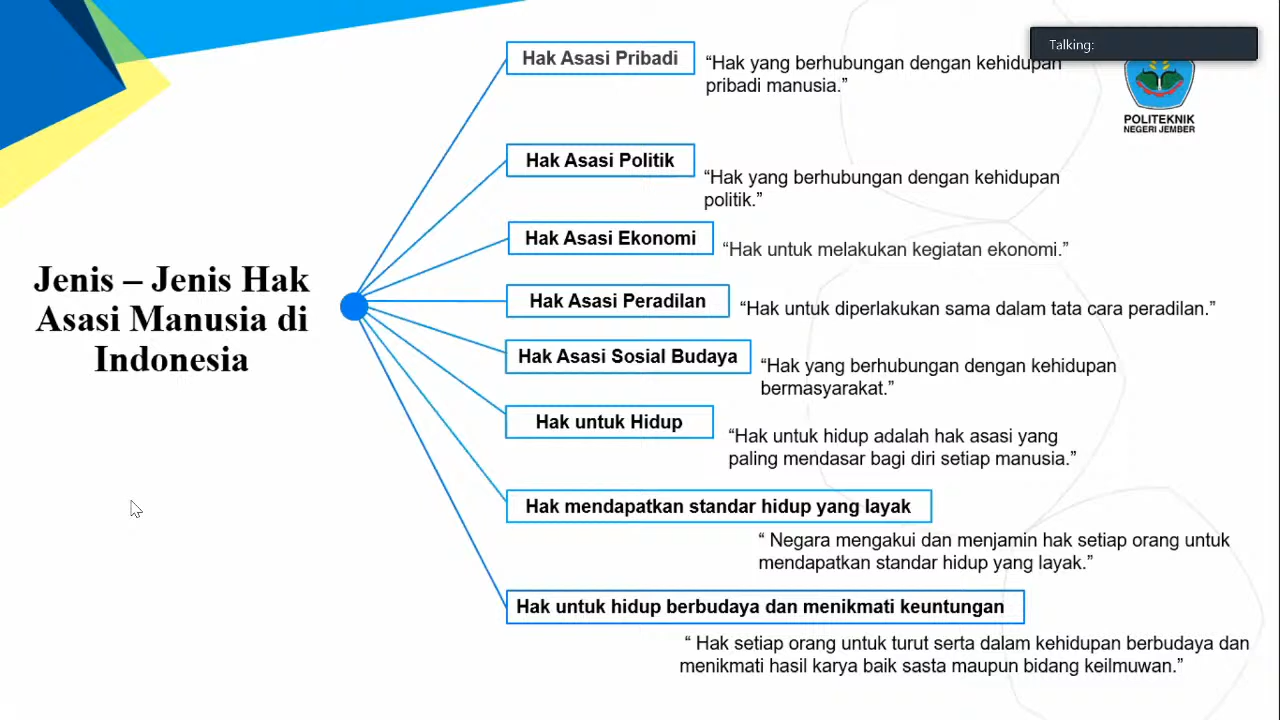 Talking:
Hak Asasi Pribadi
“Hak yang berhubungan dengan kehidupan
pribadi manusia.”
POLITEKNIK
NEGERI JEMBER
Hak Asasi Politik
“Hak yang berhubungan dengan kehidupan
politik.”
Hak Asasi Ekonomi
“Hak untuk melakukan kegiatan ekonomi.”
Jenis – Jenis Hak
Asasi Manusia di
Indonesia
Hak Asasi Peradilan
“Hak untuk diperlakukan sama dalam tata cara peradilan.”
Hak Asasi Sosial Budaya
“Hak yang berhubungan dengan kehidupan
bermasyarakat.”
Hak untuk Hidup
“Hak untuk hidup adalah hak asasi yang
paling mendasar bagi diri setiap manusia.”
Hak mendapatkan standar hidup yang layak
“ Negara mengakui dan menjamin hak setiap orang untuk
mendapatkan standar hidup yang layak.”
Hak untuk hidup berbudaya dan menikmati keuntungan
“ Hak setiap orang untuk turut serta dalam kehidupan berbudaya dan
menikmati hasil karya baik sasta maupun bidang keilmuwan.”